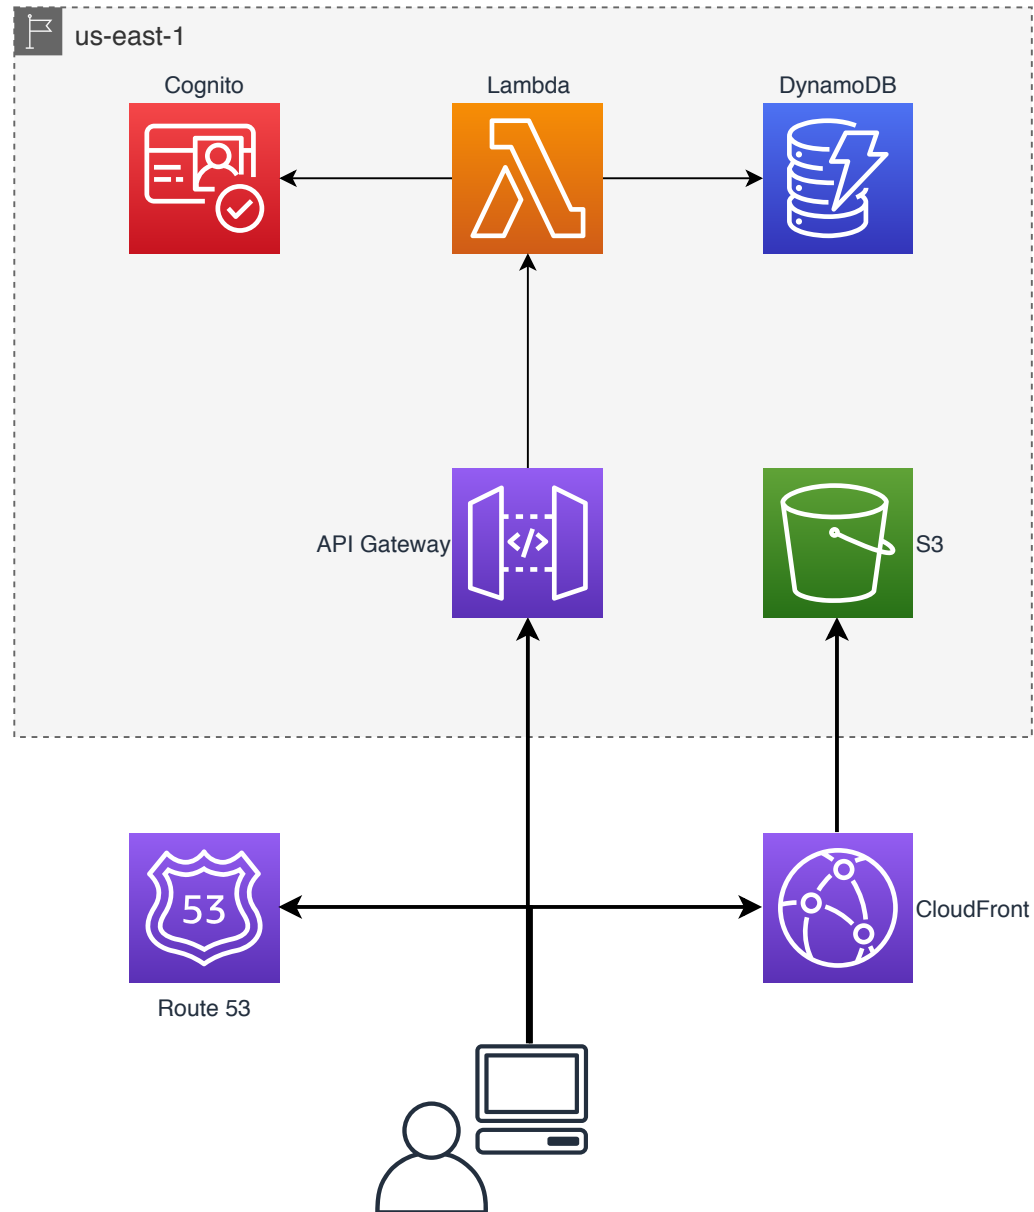 us-east-1
Cognito
Lambda
DynamoDB
API Gateway
</>
S3
53
CloudFront
Route 53